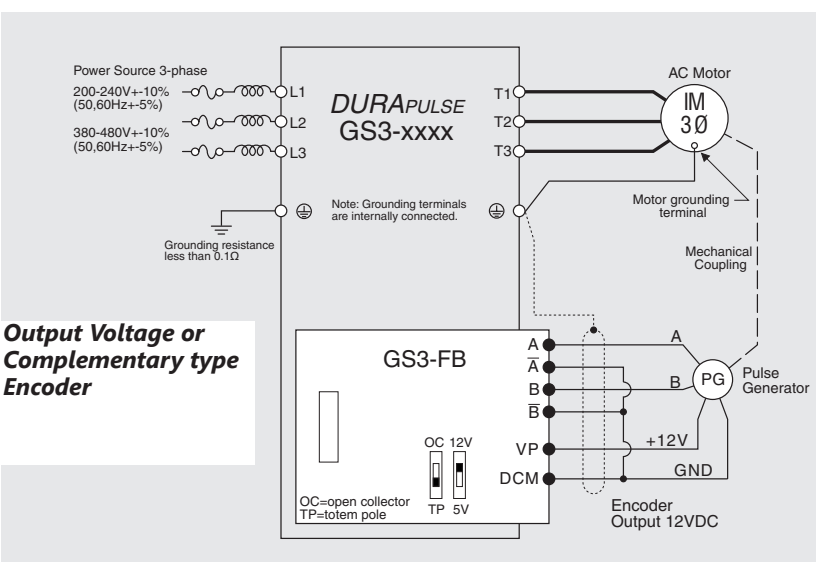 Power Source 3-phase
200-240V+-10%
(50,60Hz+-5%)
380-480V+-10%
(50,60Hz+-5%)
L1
L2
L3
DURAPULSE
GS3-xxxx
T1
T2
T3
AC Motor
IM
3Ø
Note: Grounding terminals
are internally connected.
Motor grounding
terminal
Grounding resistance
less than 0.1Ω
Mechanical
Coupling
Output Voltage or
Complementary type
Encoder
GS3-FB
A
A̅
B
B̅
VP
DCM
A
B
+12V
GND
PG
Pulse
Generator
OC 12V
TP 5V
OC=open collector
TP=totem pole
Encoder
Output 12VDC